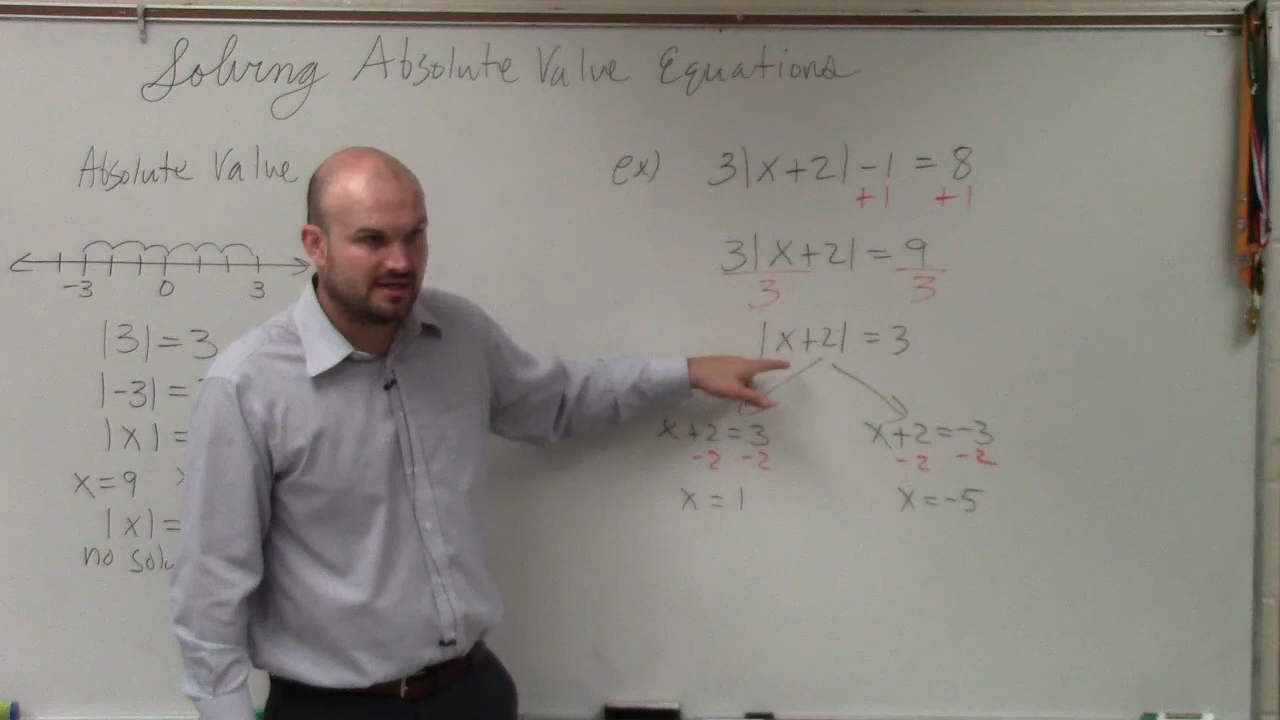 Solving Absolute Value Equations
Absolute Value
-3 0 3
|3|=3
|-3|=
|x|=
x=9
|x|=
no
ex) 3|x+2|-1=8
+1 +1
3|x+2|=9
3 3
|x+2|=3
x+2=3 x+2=-3
-2 -2 -2 -2
x=1 x=-5